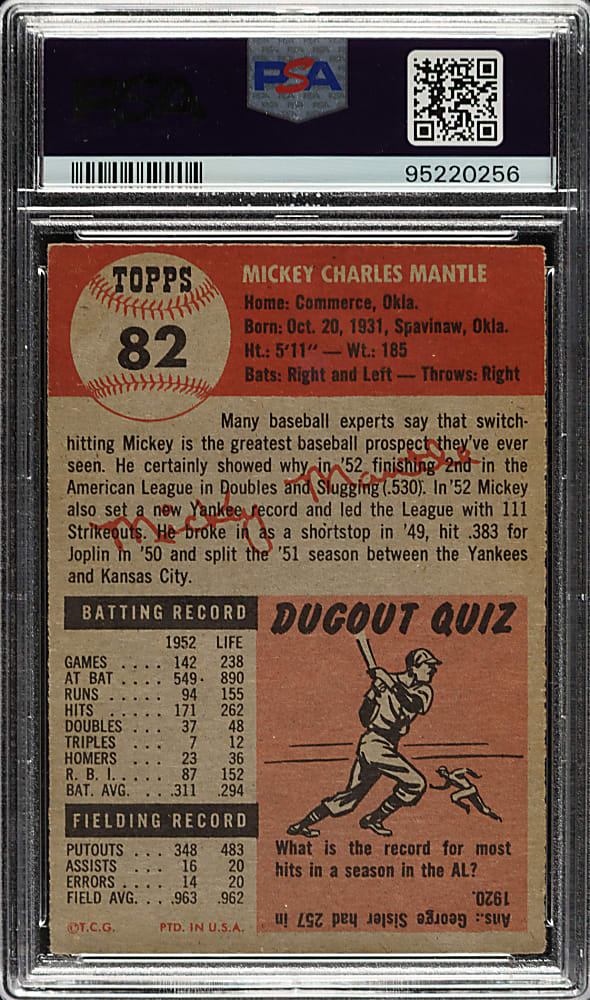 PSA
PSA
95220256
TOPPS
82
MICKEY CHARLES MANTLE
Home: Commerce, Okla.
Born: Oct. 20, 1931, Spavinaw, Okla.
Ht.: 5'11" — Wt.: 185
Bats: Right and Left — Throws: Right
Many baseball experts say that switch-
hitting Mickey is the greatest baseball prospect they've ever
seen. He certainly showed why in '52 finishing 2nd in the
American League in Doubles and Slugging (.530). In '52 Mickey
also set a new Yankee record and led the League with 111
Strikeouts. He broke in as a shortstop in '49, hit .383 for
Joplin in '50 and split the '51 season between the Yankees
and Kansas City.
Mickey Mantle
BATTING RECORD
1952 LIFE
GAMES .... 142 238
AT BAT .... 549 890
RUNS .... 94 155
HITS .... 171 262
DOUBLES ... 37 48
TRIPLES ... 7 12
HOMERS ... 23 36
R. B. I. .... 87 152
BAT. AVG. ... .311 .294
FIELDING RECORD
PUTOUTS ... 348 483
ASSISTS ... 16 20
ERRORS .... 14 20
FIELD AVG. ... .963 .962
©T.C.G. PTD. IN U.S.A.
DUGOUT QUIZ
What is the record for most
hits in a season in the AL?
Ans.: George Sisler had 257 in
1920.